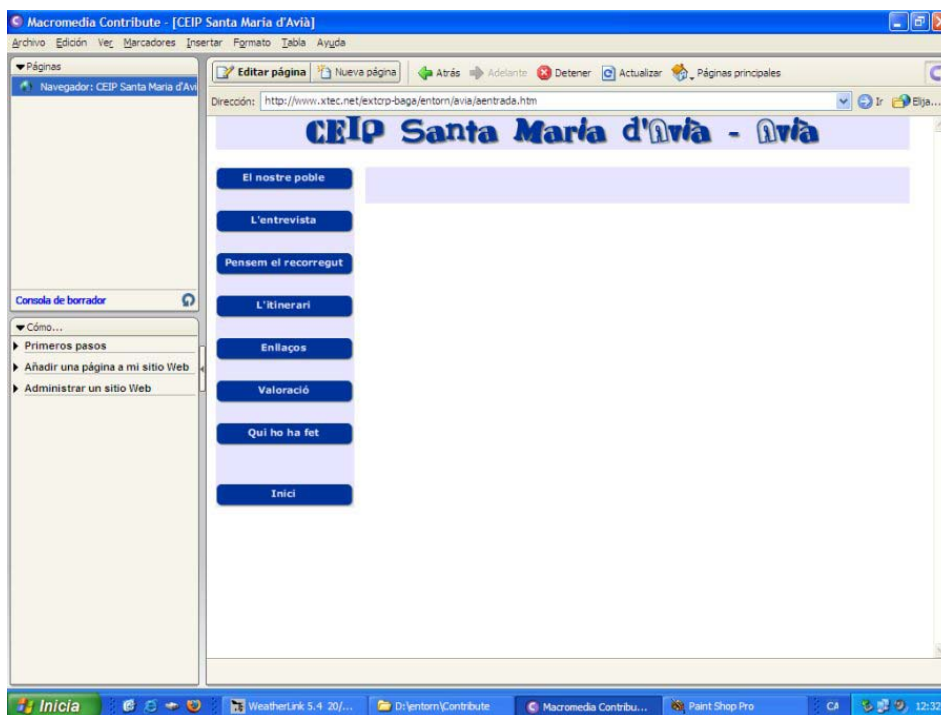 Macromedia Contribute - [CEIP Santa Maria d'Avià]
Archivo Edición Ver Marcadores Insertar Formato Tabla Ayuda
Páginas
Navegador: CEIP Santa Maria d'Avi
Consola de borrador
Cómo...
Primeros pasos
Añadir una página a mi sitio Web
Administrar un sitio Web
Editar página Nueva página Atrás Adelante Detener Actualizar Páginas principales
Dirección: http://www.xtec.net/extcrp-baga/entorn/avia/aentrada.htm Ir Elija...
CEIP Santa Maria d'Avià - Avià
El nostre poble
L'entrevista
Pensem el recorregut
L'itinerari
Enllaços
Valoració
Qui ho ha fet
Inici
Inicia WeatherLink 5.4 20/... D:\entorn\Contribute Macromedia Contribu... Paint Shop Pro CA 12:32